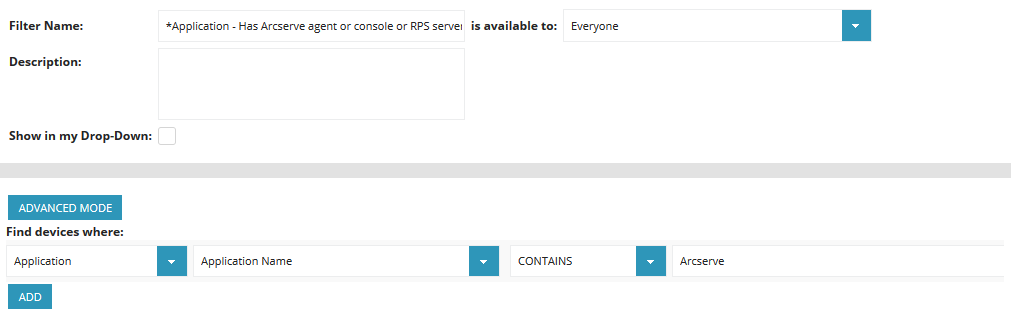 Filter Name: *Application - Has Arcserve agent or console or RPS server is available to: Everyone
Description:
Show in my Drop-Down:
ADVANCED MODE
Find devices where:
Application Application Name CONTAINS Arcserve
ADD